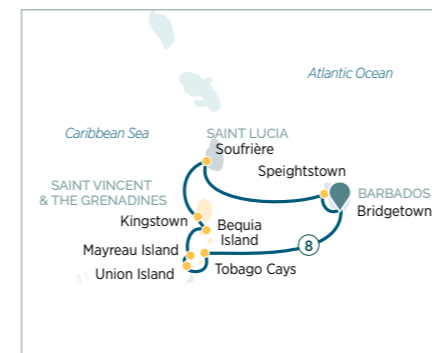 Atlantic Ocean
Caribbean Sea
SAINT LUCIA
Soufrière
Speightstown
SAINT VINCENT
& THE GRENADINES
BARBADOS
Bridgetown
Kingstown
Bequia
Island
Mayreau Island
8
Union Island
Tobago Cays